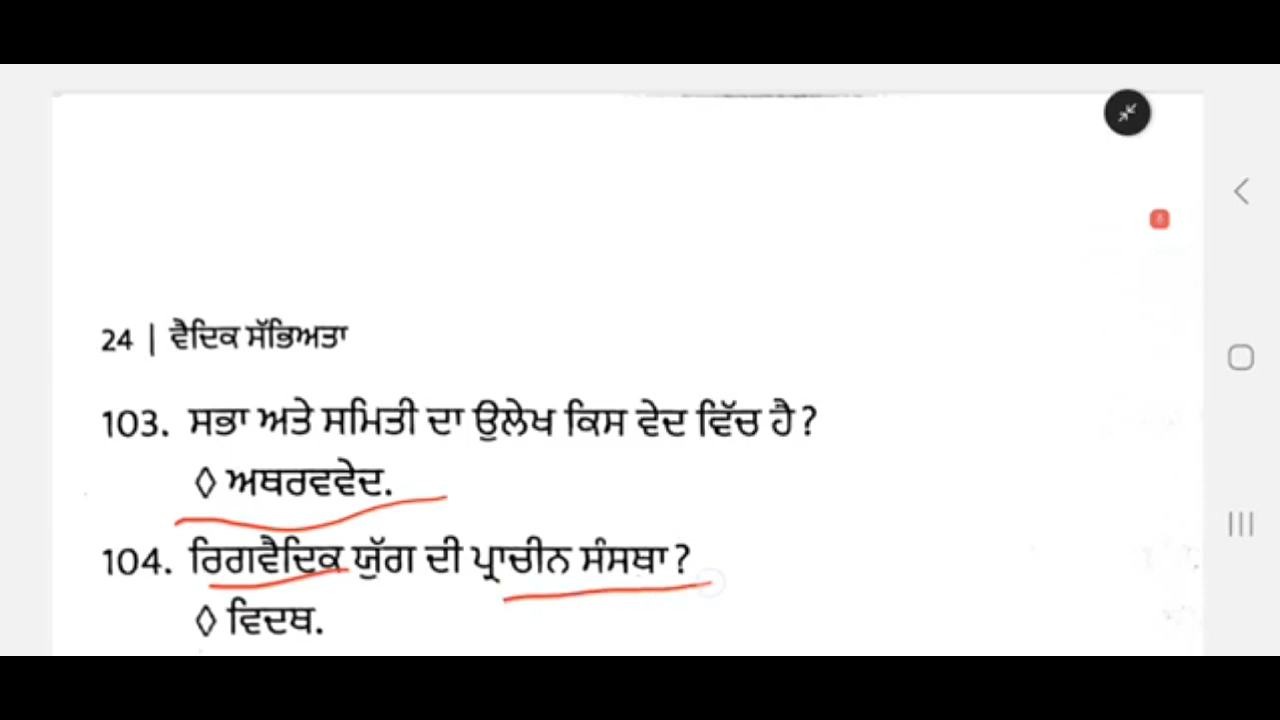 24 | ਵੈਦਿਕ ਸੱਭਿਅਤਾ
103. ਸਭਾ ਅਤੇ ਸਮਿਤੀ ਦਾ ਉਲੇਖ ਕਿਸ ਵੇਦ ਵਿੱਚ ਹੈ?
◊ ਅਥਰਵਵੇਦ.
104. ਰਿਗਵੈਦਿਕ ਯੁੱਗ ਦੀ ਪ੍ਰਾਚੀਨ ਸੰਸਥਾ?
◊ ਵਿਦਥ.